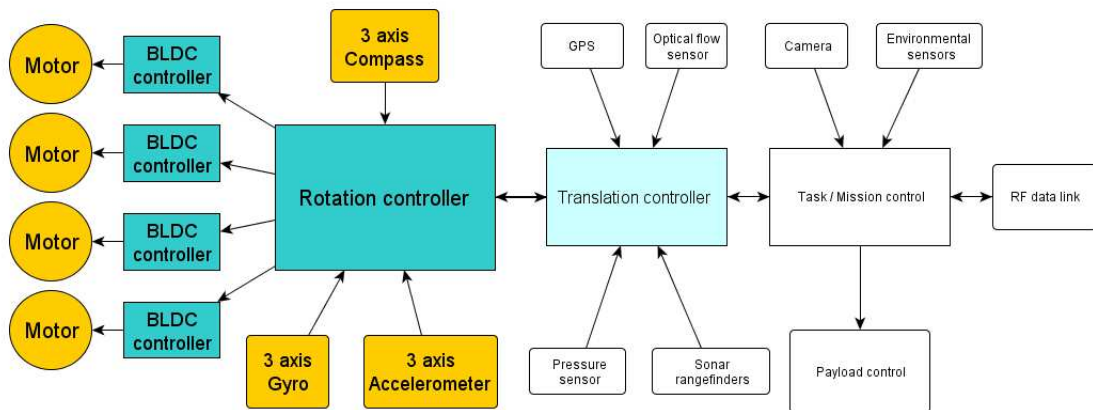 Motor
BLDC
controller
3 axis
Compass
GPS
Optical flow
sensor
Camera
Environmental
sensors
Motor
BLDC
controller
Rotation controller
Translation controller
Task / Mission control
RF data link
Motor
BLDC
controller
Motor
BLDC
controller
3 axis
Gyro
3 axis
Accelerometer
Pressure
sensor
Sonar
rangefinders
Payload control